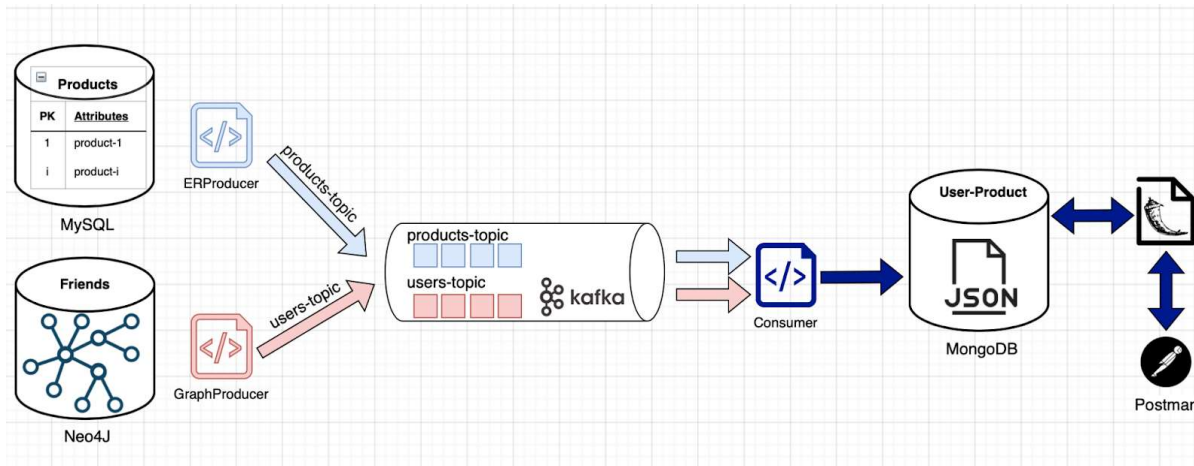 Products
PK Attributes
1 product-1
i product-i
MySQL
</>
ERProducer
products-topic
Friends
Neo4J
</>
GraphProducer
users-topic
products-topic
users-topic
kafka
</>
Consumer
User-Product
JSON
MongoDB
Postman